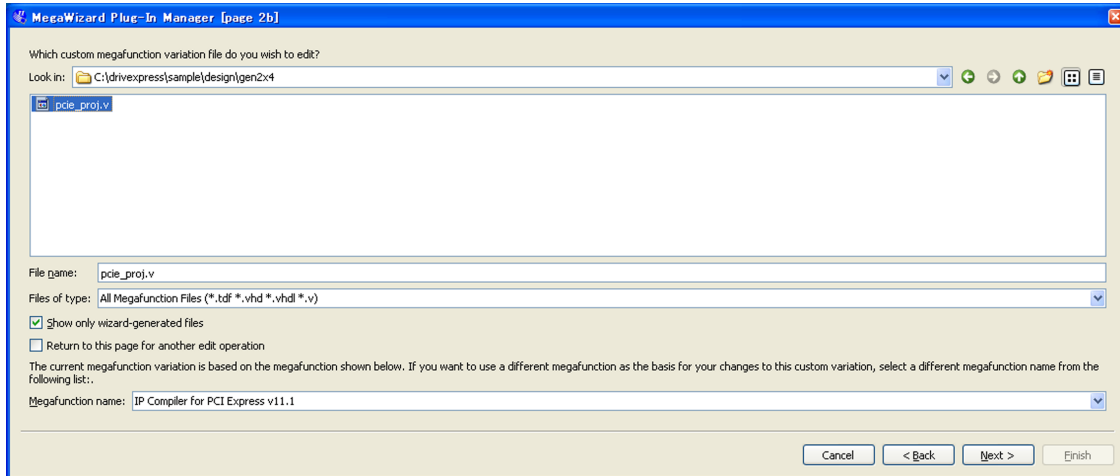 MegaWizard Plug-In Manager [page 2b]
Which custom megafunction variation file do you wish to edit?
Look in: C:\drivexpress\sample\design\gen2x4
pcie_proj.v
File name: pcie_proj.v
Files of type: All Megafunction Files (*.tdf *.vhd *.vhdl *.v)
Show only wizard-generated files
Return to this page for another edit operation
The current megafunction variation is based on the megafunction shown below. If you want to use a different megafunction as the basis for your changes to this custom variation, select a different megafunction name from the
following list:.
Megafunction name: IP Compiler for PCI Express v11.1
Cancel < Back Next > Finish